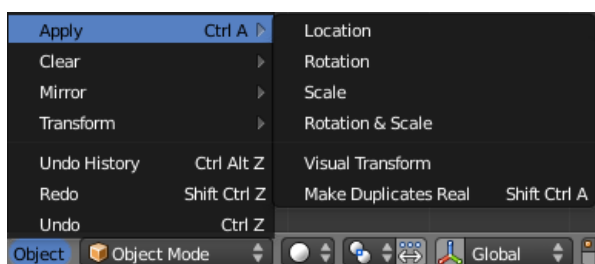 Apply Ctrl A
Clear
Mirror
Transform
Undo History Ctrl Alt Z
Redo Shift Ctrl Z
Undo Ctrl Z
Location
Rotation
Scale
Rotation & Scale
Visual Transform
Make Duplicates Real Shift Ctrl A
Object Object Mode Global